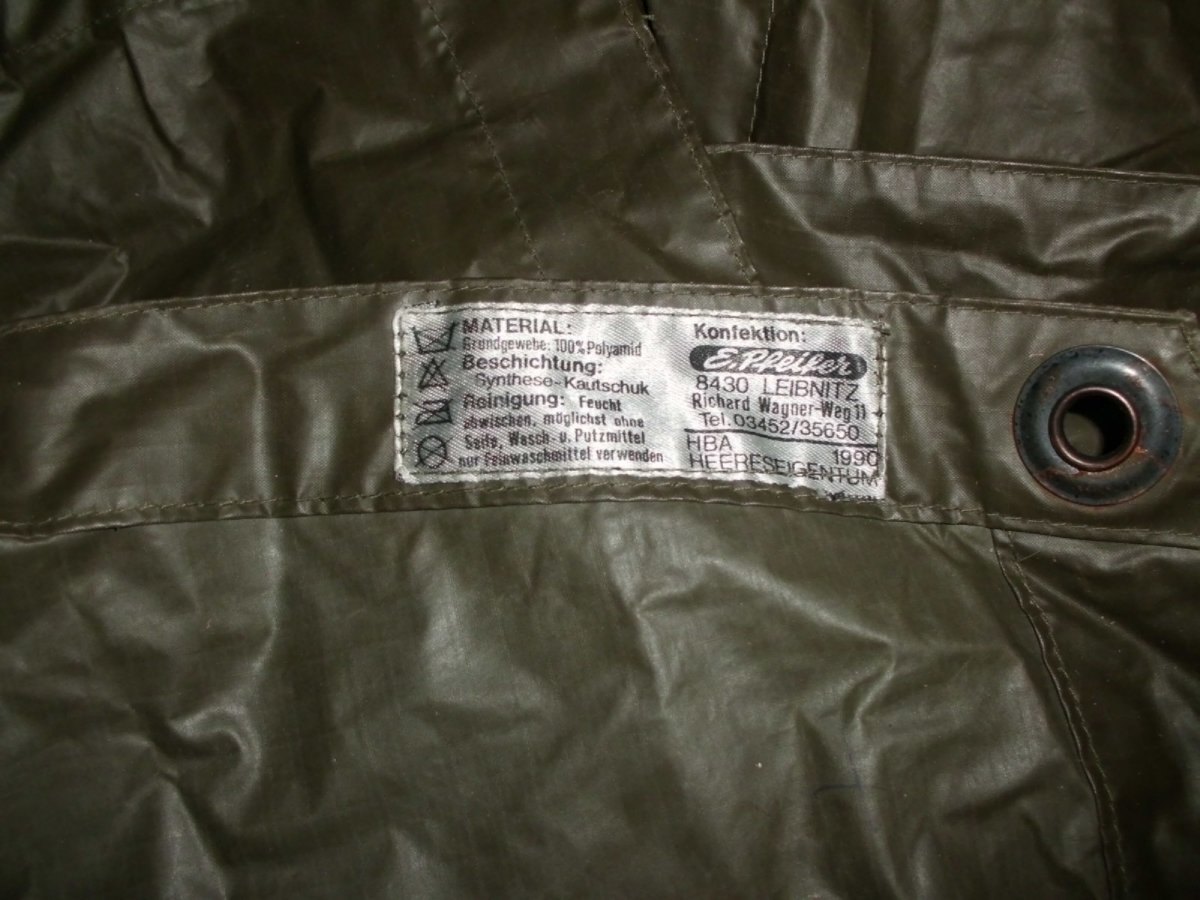 MATERIAL:
Grundgewebe: 100% Polyamid
Beschichtung:
Synthese-Kautschuk
Reinigung: Feucht
abwischen, möglichst ohne
Seife, Wasch- u. Putzmittel
nur Feinwaschmittel verwenden
Konfektion:
E.Pfeifer
8430 LEIBNITZ
Richard Wagner-Weg 11
Tel. 03452/35650
HBA 1990
HEERESEIGENTUM